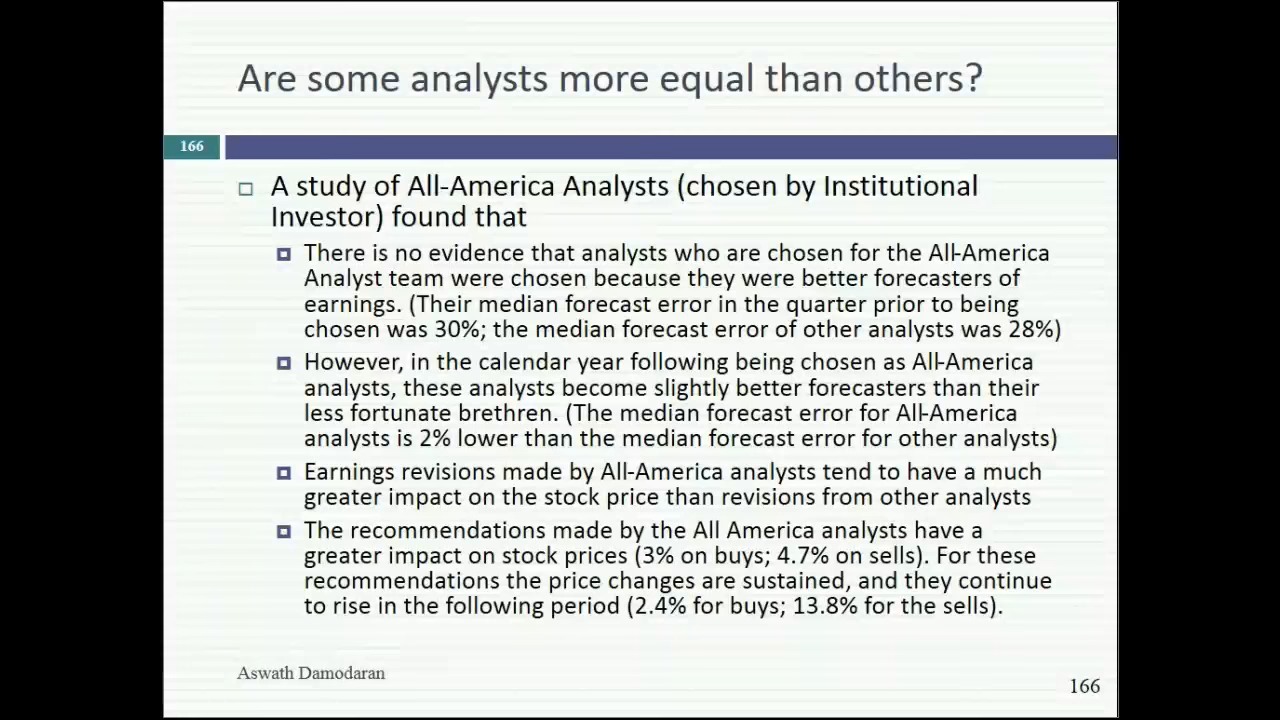 Are some analysts more equal than others?
166
A study of All-America Analysts (chosen by Institutional
Investor) found that
There is no evidence that analysts who are chosen for the All-America
Analyst team were chosen because they were better forecasters of
earnings. (Their median forecast error in the quarter prior to being
chosen was 30%; the median forecast error of other analysts was 28%)
However, in the calendar year following being chosen as All-America
analysts, these analysts become slightly better forecasters than their
less fortunate brethren. (The median forecast error for All-America
analysts is 2% lower than the median forecast error for other analysts)
Earnings revisions made by All-America analysts tend to have a much
greater impact on the stock price than revisions from other analysts
The recommendations made by the All America analysts have a
greater impact on stock prices (3% on buys; 4.7% on sells). For these
recommendations the price changes are sustained, and they continue
to rise in the following period (2.4% for buys; 13.8% for the sells).
Aswath Damodaran
166